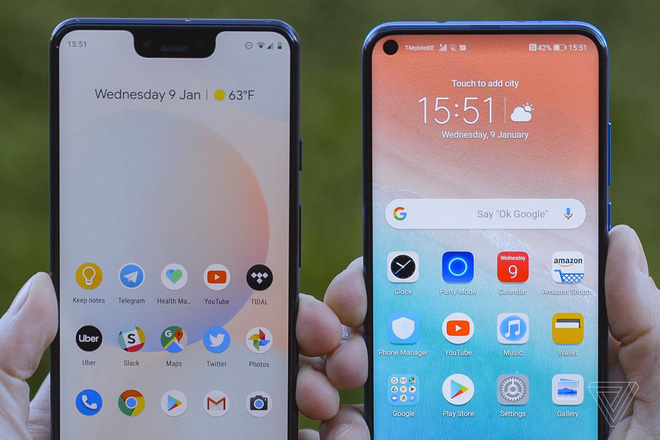 15:51
Wednesday 9 Jan | 63°F
Keep notes Telegram Health Ma... YouTube TIDAL
Uber
Uber Slack Maps Twitter Photos
T-Mobile 42% 15:51
Touch to add city
15:51
Wednesday, 9 January
Say "Ok Google"
Wednesday
9
amazon
Clock Party Mode Calendar Amazon Shopp
Phone Manager YouTube Music Wallet
Google Play Store Settings Gallery